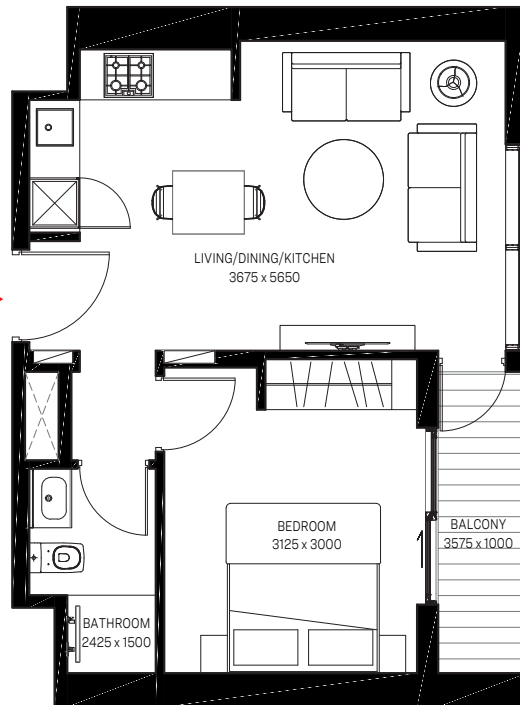 LIVING/DINING/KITCHEN
3675 x 5650
BEDROOM
3125 x 3000
BALCONY
3575 x 1000
BATHROOM
2425 x 1500